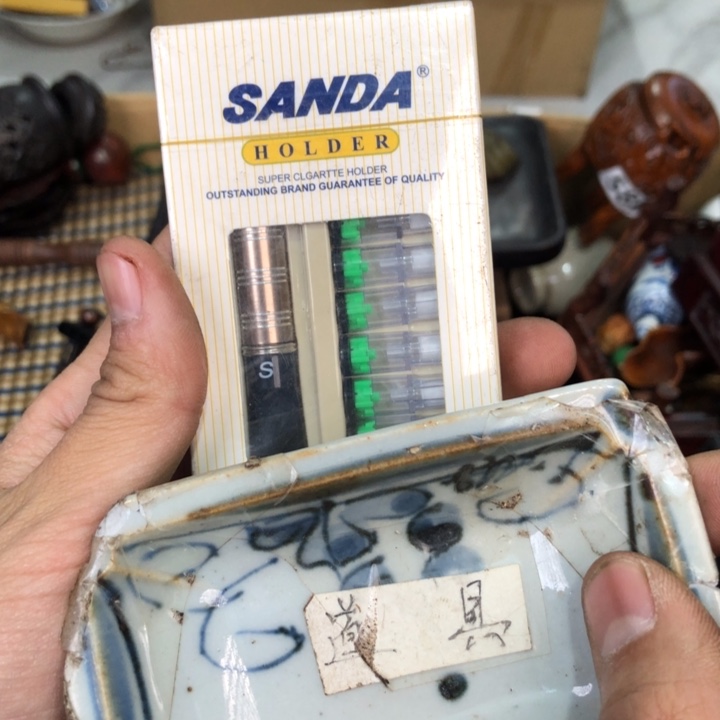 SANDA®
HOLDER
SUPER CLGARTTE HOLDER
OUTSTANDING BRAND GUARANTEE OF QUALITY
S
道 具